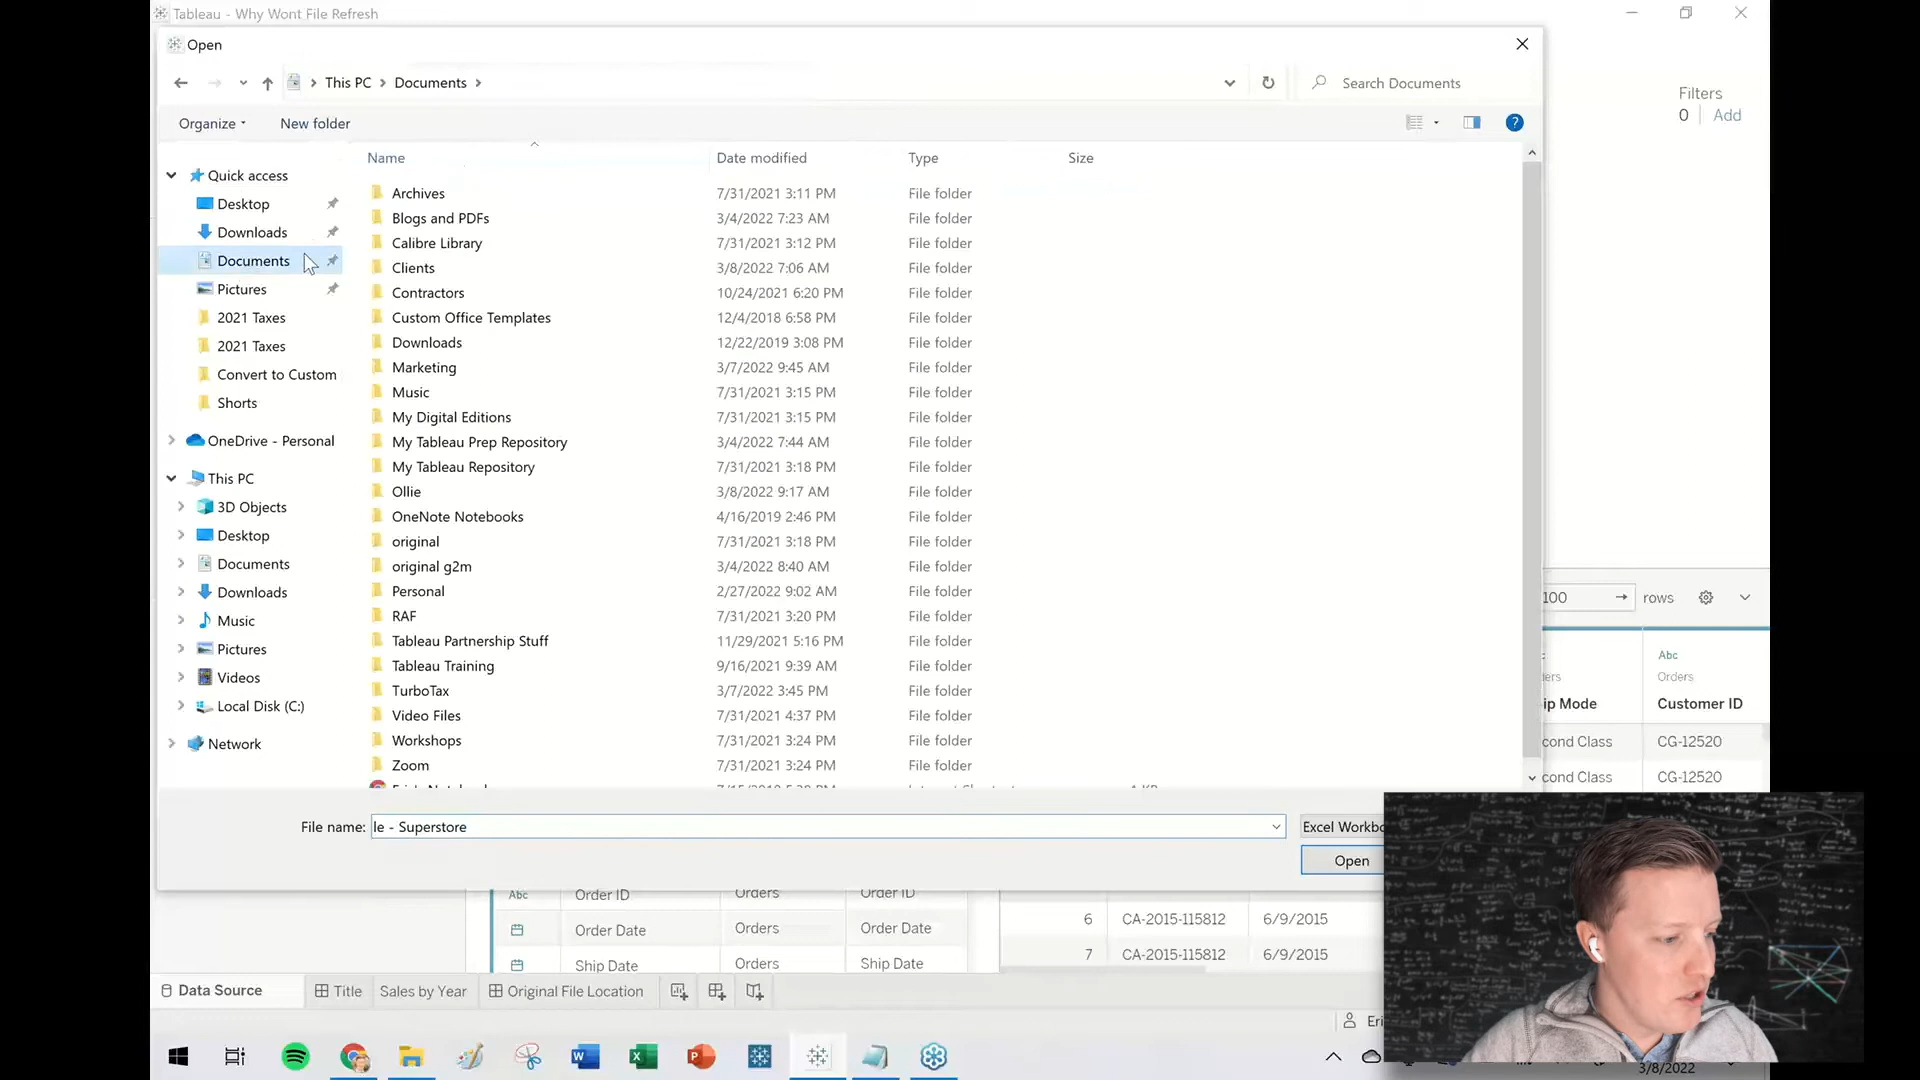 Tableau - Why Wont File Refresh
Open
This PC
Documents
Search Documents
Filters
0
Add
Organize
New folder
?
Name
Date modified
Type
Size
Quick access
Desktop
Downloads
Documents
Pictures
2021 Taxes
2021 Taxes
Convert to Custom
Shorts
OneDrive - Personal
This PC
3D Objects
Desktop
Documents
Downloads
Music
Pictures
Videos
Local Disk (C:)
Network
Archives 7/31/2021 3:11 PM File folder
Blogs and PDFs 3/4/2022 7:23 AM File folder
Calibre Library 7/31/2021 3:12 PM File folder
Clients 3/8/2022 7:06 AM File folder
Contractors 10/24/2021 6:20 PM File folder
Custom Office Templates 12/4/2018 6:58 PM File folder
Downloads 12/22/2019 3:08 PM File folder
Marketing 3/7/2022 9:45 AM File folder
Music 7/31/2021 3:15 PM File folder
My Digital Editions 7/31/2021 3:15 PM File folder
My Tableau Prep Repository 3/4/2022 7:44 AM File folder
My Tableau Repository 7/31/2021 3:18 PM File folder
Ollie 3/8/2022 9:17 AM File folder
OneNote Notebooks 4/16/2019 2:46 PM File folder
original 7/31/2021 3:18 PM File folder
original g2m 3/4/2022 8:40 AM File folder
Personal 2/27/2022 9:02 AM File folder
RAF 7/31/2021 3:20 PM File folder
Tableau Partnership Stuff 11/29/2021 5:16 PM File folder
Tableau Training 9/16/2021 9:39 AM File folder
TurboTax 3/7/2022 3:45 PM File folder
Video Files 7/31/2021 4:37 PM File folder
Workshops 7/31/2021 3:24 PM File folder
Zoom 7/31/2021 3:24 PM File folder
100 → rows
Abc
Orders
ip Mode
Customer ID
cond Class CG-12520
cond Class CG-12520
File name: le - Superstore
Excel Workbo
Open
Abc Order ID Orders Order ID
Order Date Orders Order Date
Ship Date Orders Ship Date
6 CA-2015-115812 6/9/2015
7 CA-2015-115812 6/9/2015
Data Source
Title
Sales by Year
Original File Location
Eri
3/8/2022